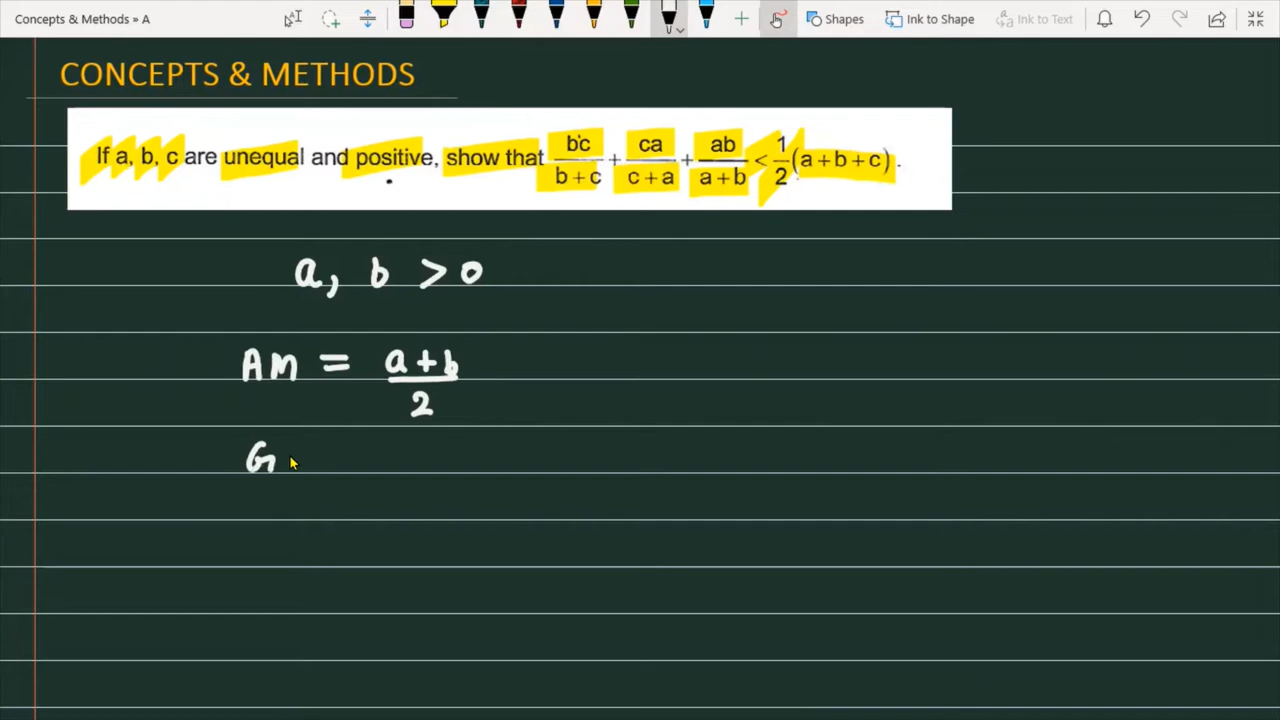 Concepts & Methods » A
Shapes
Ink to Shape
Ink to Text
CONCEPTS & METHODS
If a, b, c are unequal and positive, show that bc/(b+c) + ca/(c+a) + ab/(a+b) < 1/2 (a+b+c).
a, b > 0
AM = (a+b)/2
G